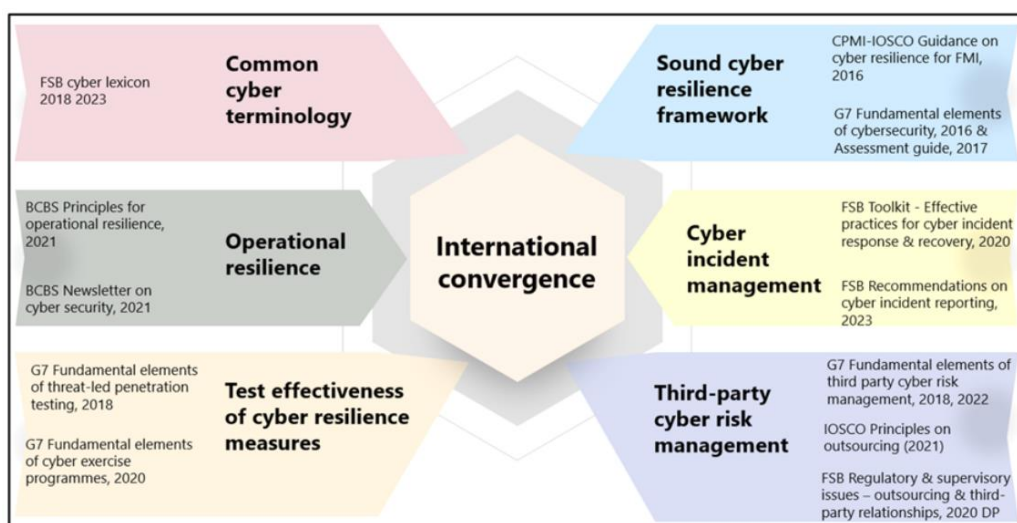 FSB cyber lexicon
2018 2023
Common
cyber
terminology
Sound cyber
resilience
framework
CPMI-IOSCO Guidance on
cyber resilience for FMI,
2016
G7 Fundamental elements
of cybersecurity, 2016 &
Assessment guide, 2017
BCBS Principles for
operational resilience,
2021
BCBS Newsletter on
cyber security, 2021
Operational
resilience
International
convergence
Cyber
incident
management
FSB Toolkit - Effective
practices for cyber incident
response & recovery, 2020
FSB Recommendations on
cyber incident reporting,
2023
G7 Fundamental elements
of threat-led penetration
testing, 2018
G7 Fundamental elements
of cyber exercise
programmes, 2020
Test effectiveness
of cyber resilience
measures
Third-party
cyber risk
management
G7 Fundamental elements of
third party cyber risk
management, 2018, 2022
IOSCO Principles on
outsourcing (2021)
FSB Regulatory & supervisory
issues – outsourcing & third-
party relationships, 2020 DP